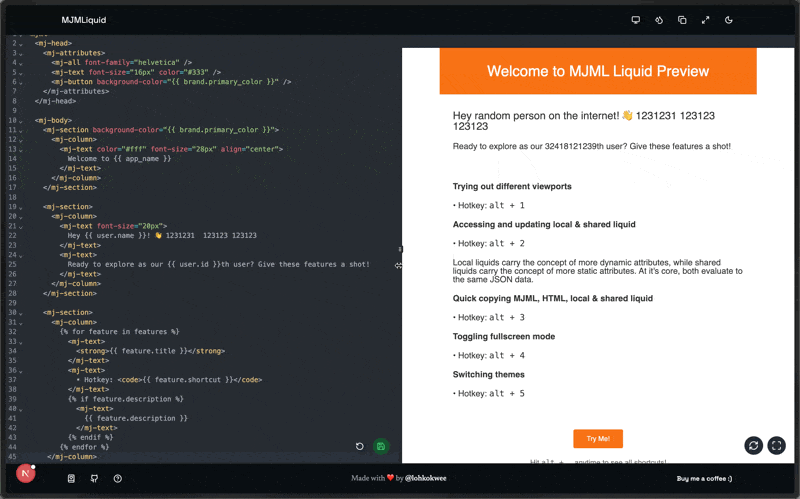 MJMLiquid
2 <mj-head>
3 <mj-attributes>
4 <mj-all font-family="helvetica" />
5 <mj-text font-size="16px" color="#333" />
6 <mj-button background-color="{{ brand.primary_color }}" />
7 </mj-attributes>
8 </mj-head>
9
10 <mj-body>
11 <mj-section background-color="{{ brand.primary_color }}">
12 <mj-column>
13 <mj-text color="#fff" font-size="28px" align="center">
14 Welcome to {{ app_name }}
15 </mj-text>
16 </mj-column>
17 </mj-section>
18
19 <mj-section>
20 <mj-column>
21 <mj-text font-size="20px">
22 Hey {{ user.name }}! 👋 1231231 123123 123123
23 </mj-text>
24 <mj-text>
25 Ready to explore as our {{ user.id }}th user? Give these features a shot!
26 </mj-text>
27 </mj-column>
28 </mj-section>
29
30 <mj-section>
31 <mj-column>
32 {% for feature in features %}
33 <mj-text>
34 <strong>{{ feature.title }}</strong>
35 </mj-text>
36 <mj-text>
37 • Hotkey: <code>{{ feature.shortcut }}</code>
38 </mj-text>
39 {% if feature.description %}
40 <mj-text>
41 {{ feature.description }}
42 </mj-text>
43 {% endif %}
44 {% endfor %}
45 </mj-column>
Welcome to MJML Liquid Preview
Hey random person on the internet! 👋 1231231 123123
123123
Ready to explore as our 32418121239th user? Give these features a shot!
Trying out different viewports
• Hotkey: alt + 1
Accessing and updating local & shared liquid
• Hotkey: alt + 2
Local liquids carry the concept of more dynamic attributes, while shared
liquids carry the concept of more static attributes. At it's core, both evaluate to
the same JSON data.
Quick copying MJML, HTML, local & shared liquid
• Hotkey: alt + 3
Toggling fullscreen mode
• Hotkey: alt + 4
Switching themes
• Hotkey: alt + 5
Try Me!
Hit alt + anytime to see all shortcuts!
N
Made with ❤️ by @lohkokwee
Buy me a coffee :)